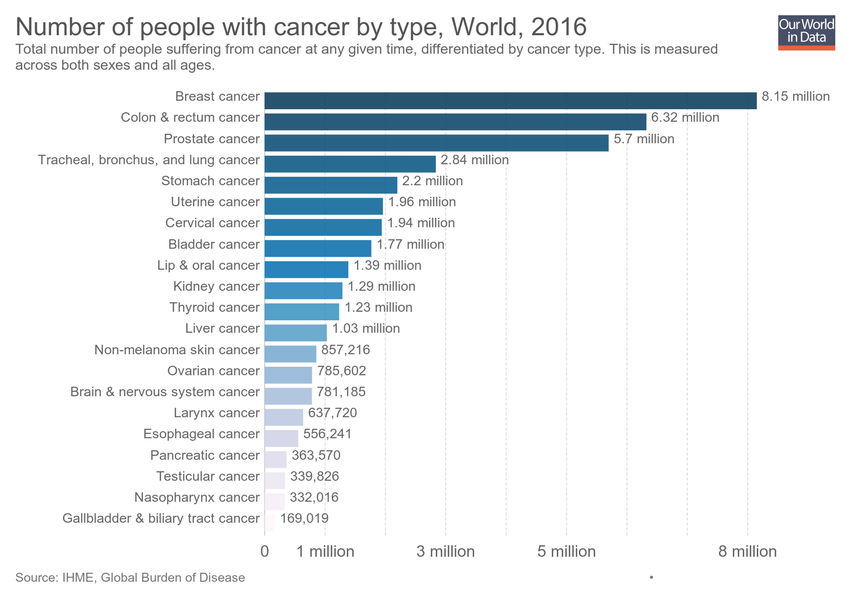 Number of people with cancer by type, World, 2016
Our World
in Data
Total number of people suffering from cancer at any given time, differentiated by cancer type. This is measured
across both sexes and all ages.
Breast cancer 8.15 million
Colon & rectum cancer 6.32 million
Prostate cancer 5.7 million
Tracheal, bronchus, and lung cancer 2.84 million
Stomach cancer 2.2 million
Uterine cancer 1.96 million
Cervical cancer 1.94 million
Bladder cancer 1.77 million
Lip & oral cancer 1.39 million
Kidney cancer 1.29 million
Thyroid cancer 1.23 million
Liver cancer 1.03 million
Non-melanoma skin cancer 857,216
Ovarian cancer 785,602
Brain & nervous system cancer 781,185
Larynx cancer 637,720
Esophageal cancer 556,241
Pancreatic cancer 363,570
Testicular cancer 339,826
Nasopharynx cancer 332,016
Gallbladder & biliary tract cancer 169,019
0 1 million 3 million 5 million 8 million
Source: IHME, Global Burden of Disease •